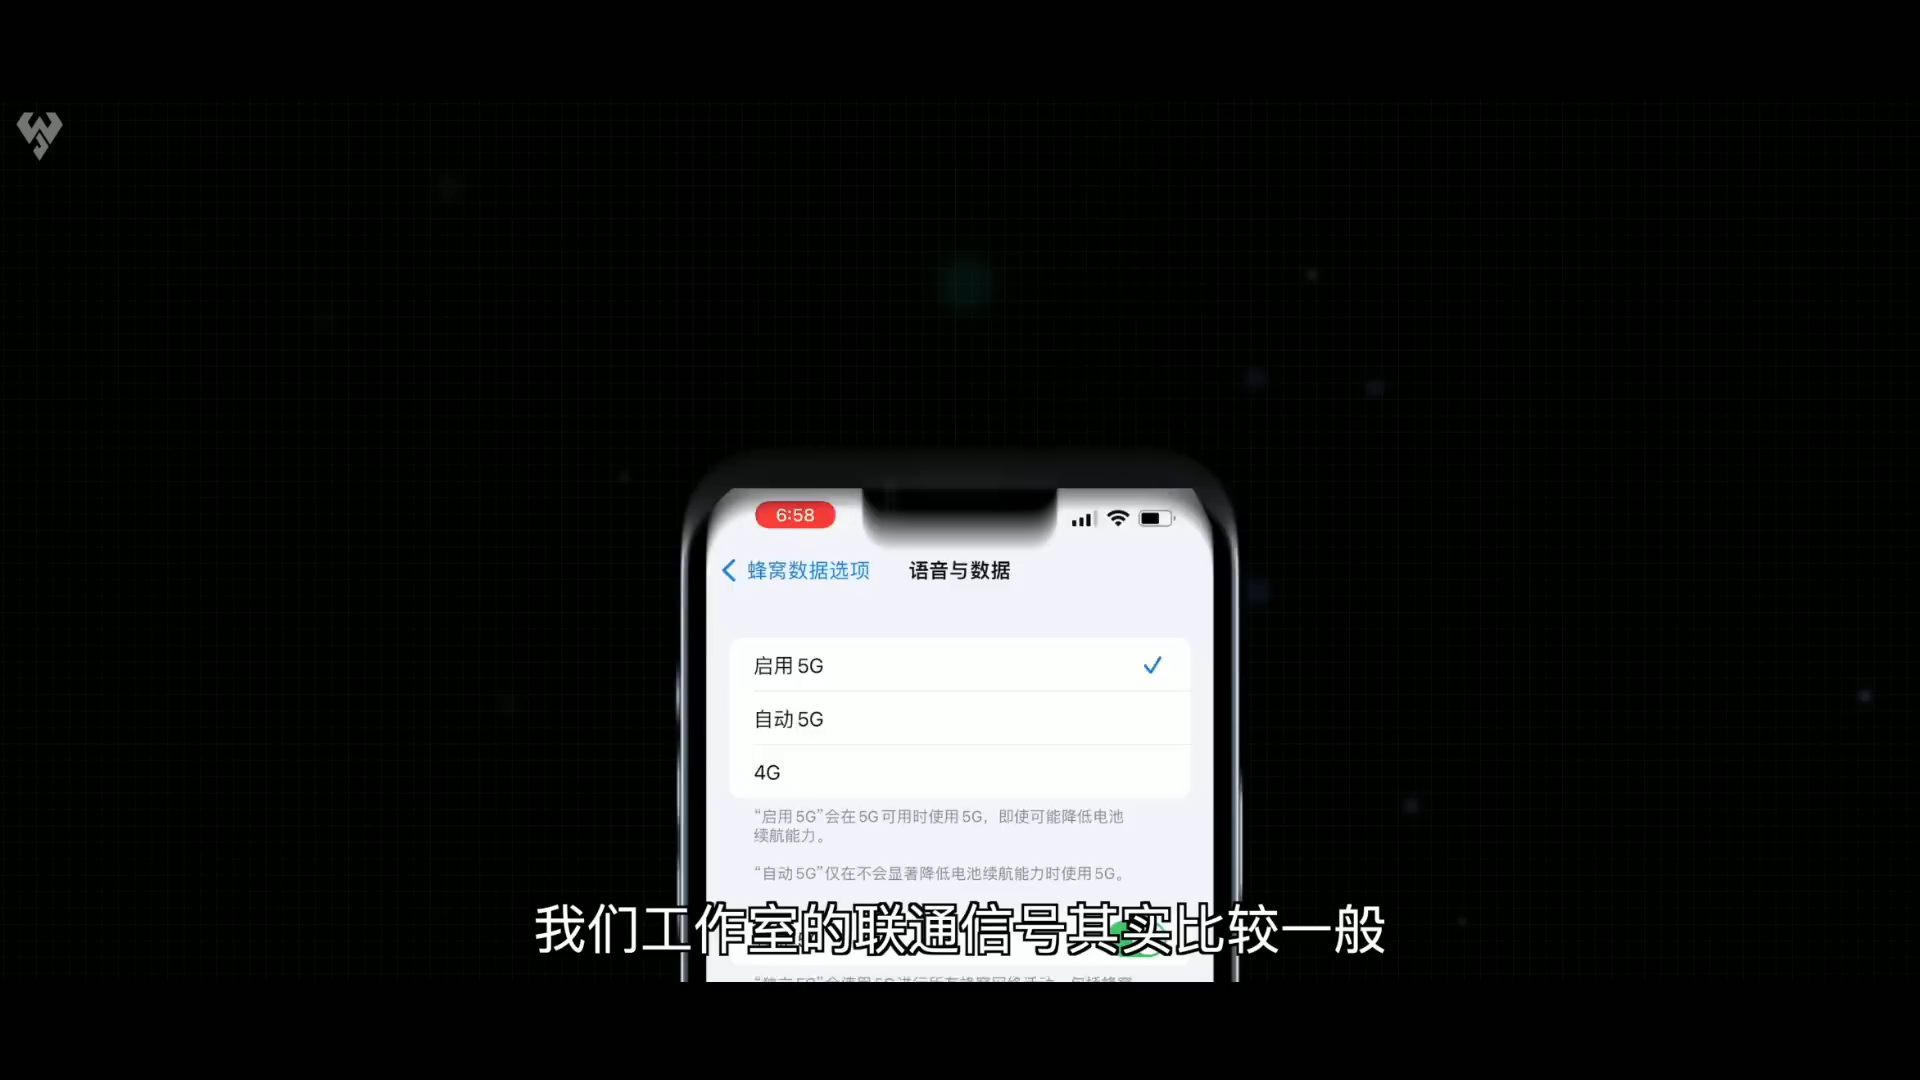 6:58
蜂窝数据选项
语音与数据
启用 5G
自动 5G
4G
“启用 5G”会在 5G 可用时使用 5G，即使可能降低电池
续航能力。
“自动 5G”仅在不会显著降低电池续航能力时使用 5G。
我们工作室的联通信号其实比较一般